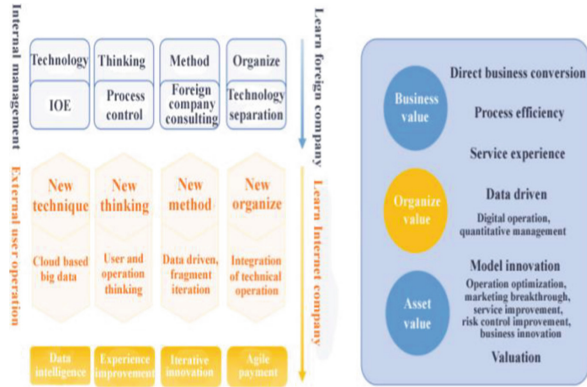 Internal management
Technology
Thinking
Method
Organize
IOE
Process
control
Foreign
company
consulting
Technology
separation
Learn foreign company
External user operation
New
technique
New
thinking
New
method
New
organize
Cloud based
big data
User and
operation
thinking
Data driven,
fragment
iteration
Integration
of technical
operation
Learn Internet company
Data
intelligence
Experience
improvement
Iterative
innovation
Agile
payment
Business
value
Direct business conversion
Process efficiency
Service experience
Organize
value
Data driven
Digital operation,
quantitative management
Asset
value
Model innovation
Operation optimization,
marketing breakthrough,
service improvement,
risk control improvement,
business innovation
Valuation